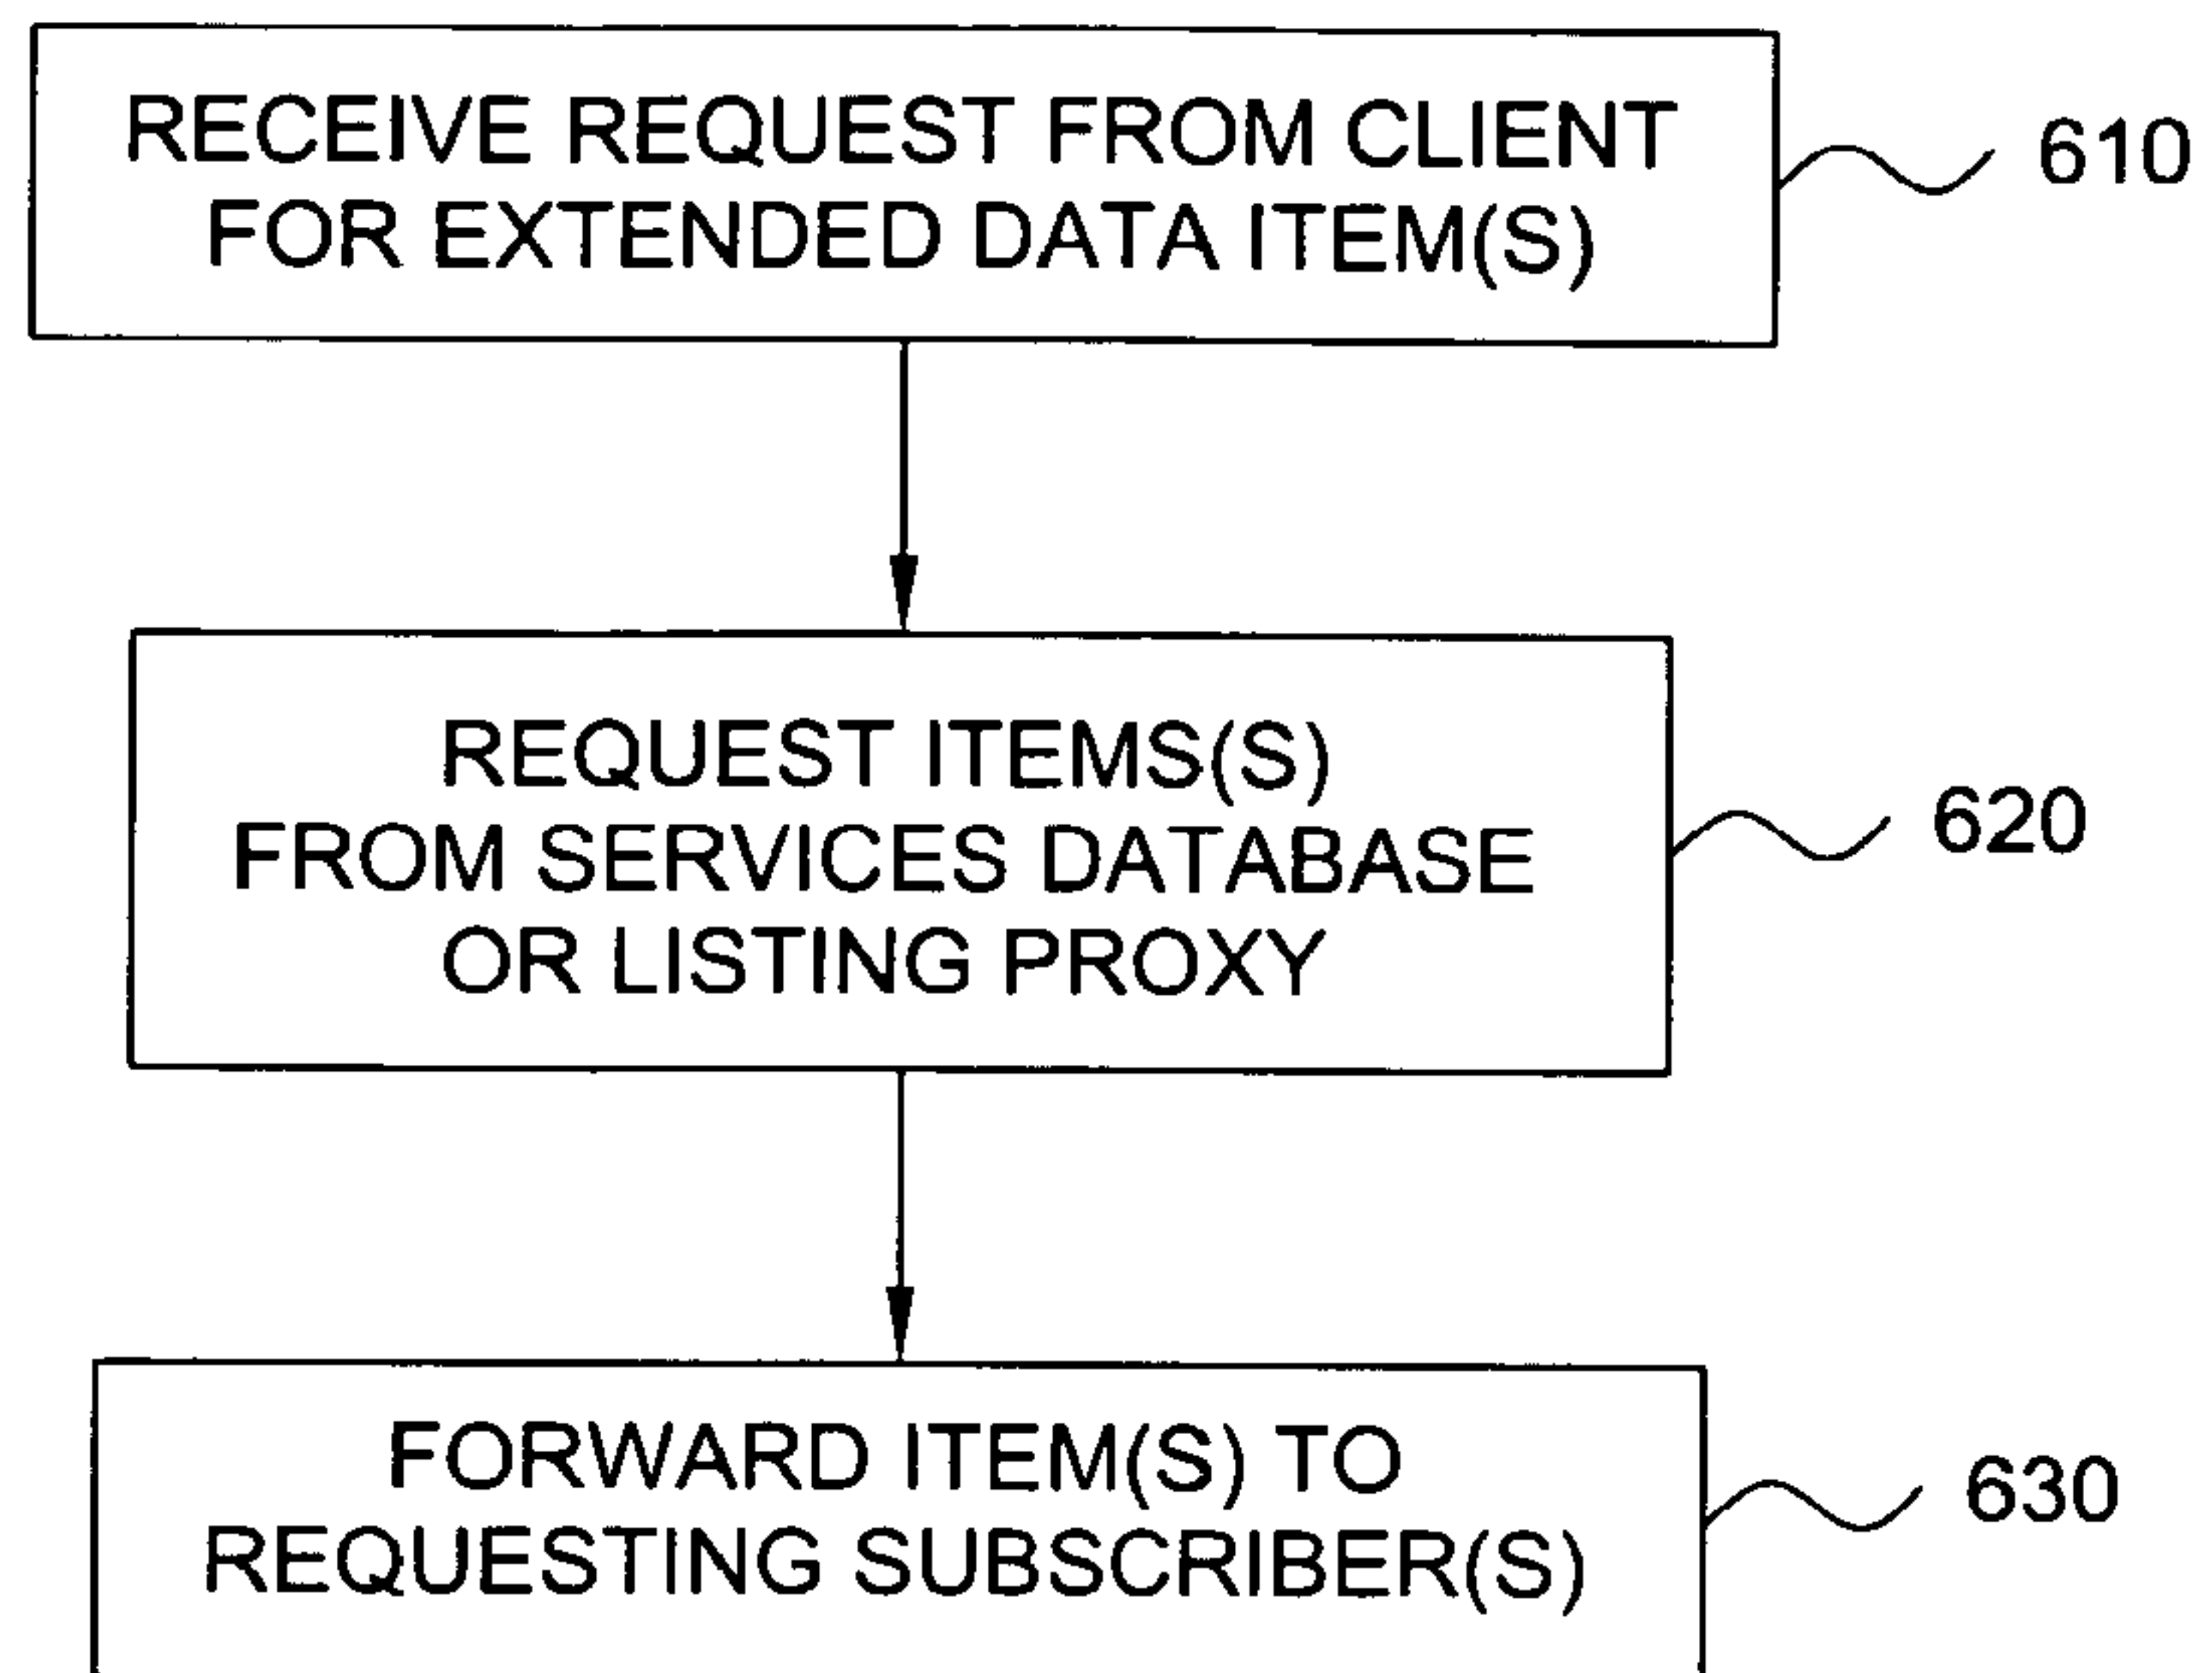 RECEIVE REQUEST FROM CLIENT
FOR EXTENDED DATA ITEM(S)
610
REQUEST ITEMS(S)
FROM SERVICES DATABASE
OR LISTING PROXY
620
FORWARD ITEM(S) TO
REQUESTING SUBSCRIBER(S)
630